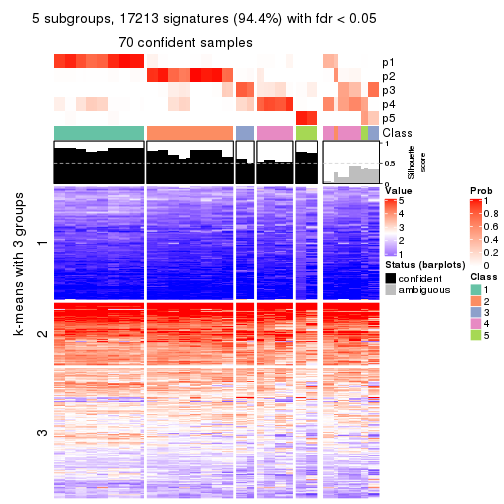 5 subgroups, 17213 signatures (94.4%) with fdr < 0.05
70 confident samples
p1
p2
p3
p4
p5
Class
1
0.5
0
Silhouette
score
k-means with 3 groups
1
2
3
Value
5
4
3
2
1
Status (barplots)
confident
ambiguous
Prob
1
0.8
0.6
0.4
0.2
0
Class
1
2
3
4
5